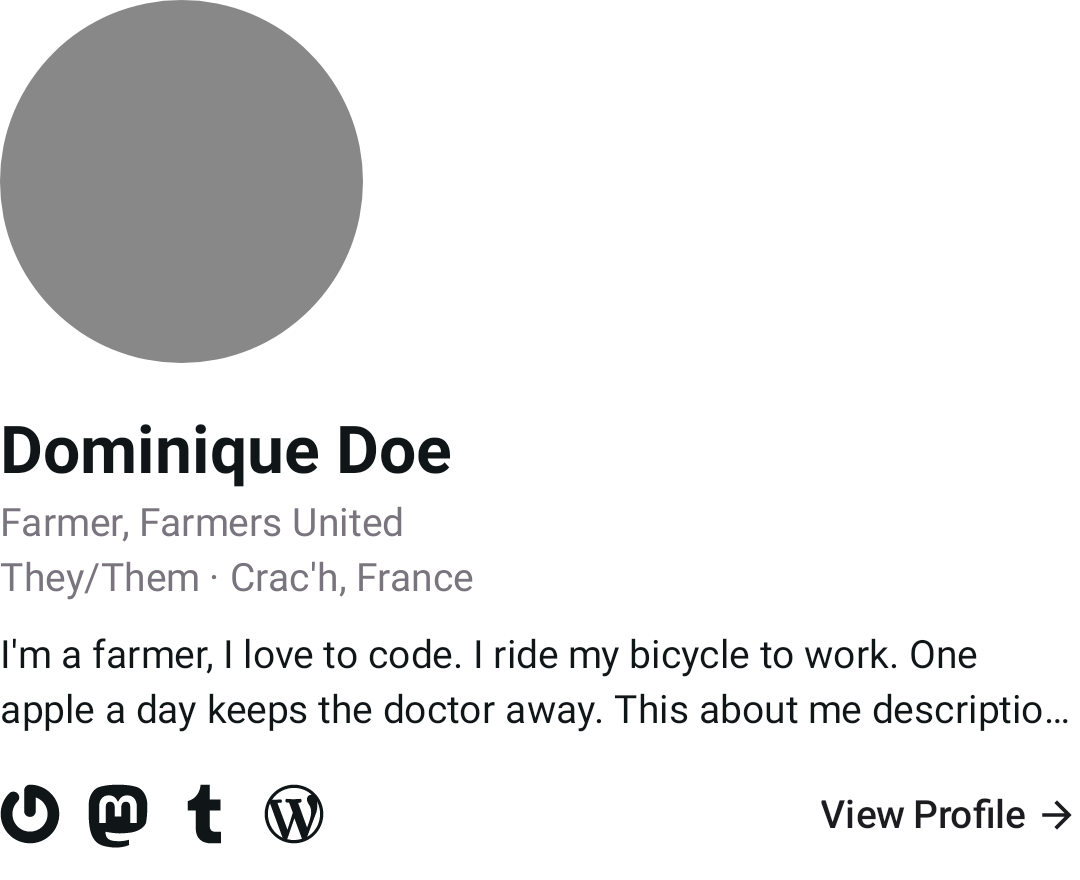 Dominique Doe
Farmer, Farmers United
They/Them · Crac'h, France
I'm a farmer, I love to code. I ride my bicycle to work. One
apple a day keeps the doctor away. This about me descriptio…
View Profile →